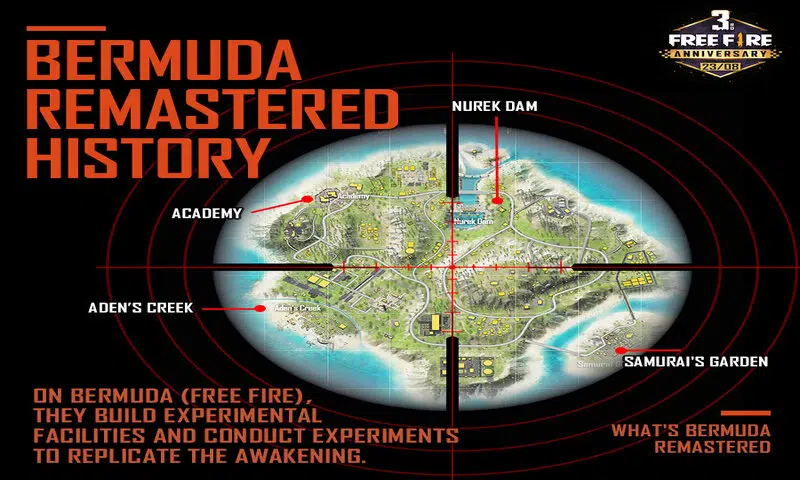 BERMUDA
REMASTERED
HISTORY
3RD
FREE FIRE
ANNIVERSARY
23/08
NUREK DAM
ACADEMY
Academy
Nurek Dam
ADEN'S CREEK
Aden's Creek
SAMURAI'S GARDEN
ON BERMUDA (FREE FIRE),
THEY BUILD EXPERIMENTAL
FACILITIES AND CONDUCT EXPERIMENTS
TO REPLICATE THE AWAKENING.
WHAT'S BERMUDA
REMASTERED